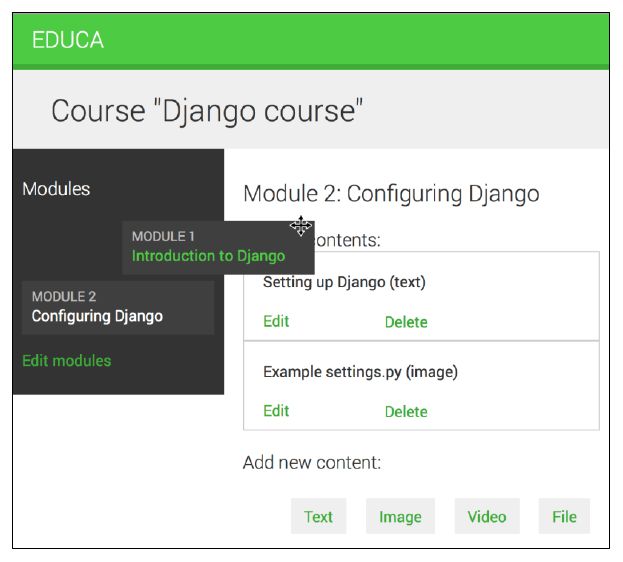 EDUCA
Course "Django course"
Modules
MODULE 1
Introduction to Django
MODULE 2
Configuring Django
Edit modules
Module 2: Configuring Django
contents:
Setting up Django (text)
Edit Delete
Example settings.py (image)
Edit Delete
Add new content:
Text Image Video File